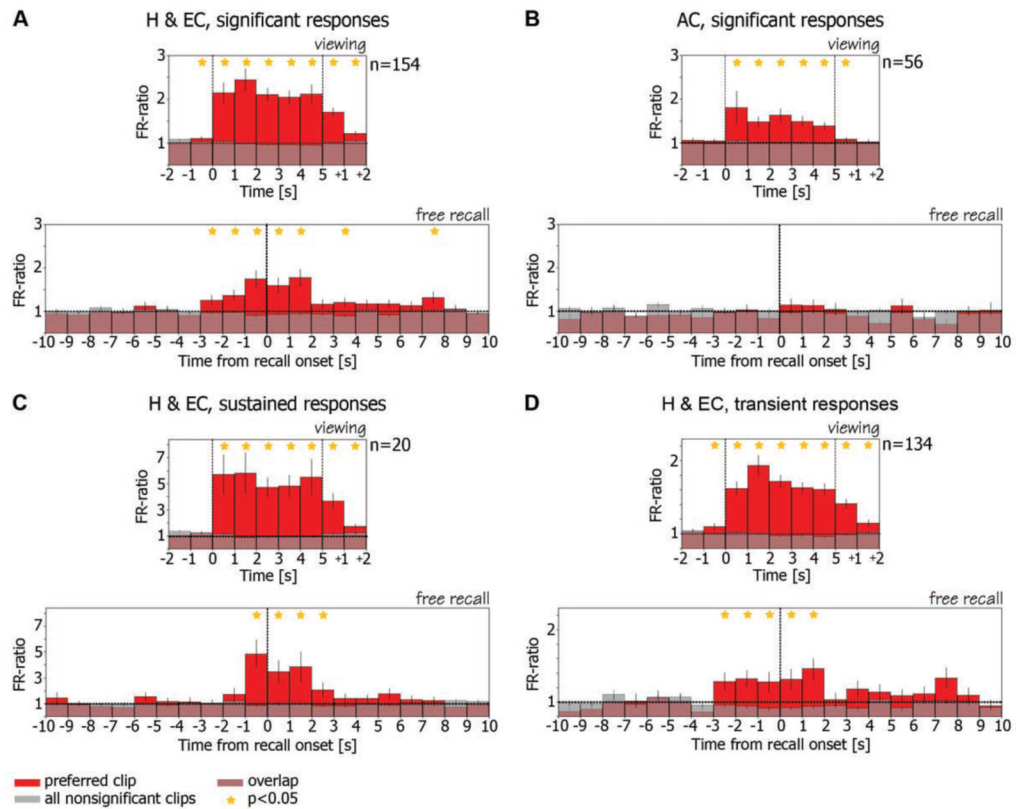 A
H & EC, significant responses
viewing
n=154
3
2
1
FR-ratio
-2 -1 0 1 2 3 4 5 +1 +2
Time [s]
free recall
3
2
1
FR-ratio
-10 -9 -8 -7 -6 -5 -4 -3 -2 -1 0 1 2 3 4 5 6 7 8 9 10
Time from recall onset [s]
B
AC, significant responses
viewing
n=56
3
2
1
FR-ratio
-2 -1 0 1 2 3 4 5 +1 +2
Time [s]
free recall
3
2
1
FR-ratio
-10 -9 -8 -7 -6 -5 -4 -3 -2 -1 0 1 2 3 4 5 6 7 8 9 10
Time from recall onset [s]
C
H & EC, sustained responses
viewing
n=20
7
5
3
1
FR-ratio
-2 -1 0 1 2 3 4 5 +1 +2
Time [s]
free recall
7
5
3
1
FR-ratio
-10 -9 -8 -7 -6 -5 -4 -3 -2 -1 0 1 2 3 4 5 6 7 8 9 10
Time from recall onset [s]
D
H & EC, transient responses
viewing
n=134
2
1
FR-ratio
-2 -1 0 1 2 3 4 5 +1 +2
Time [s]
free recall
2
1
FR-ratio
-10 -9 -8 -7 -6 -5 -4 -3 -2 -1 0 1 2 3 4 5 6 7 8 9 10
Time from recall onset [s]
preferred clip
overlap
all nonsignificant clips
p<0.05